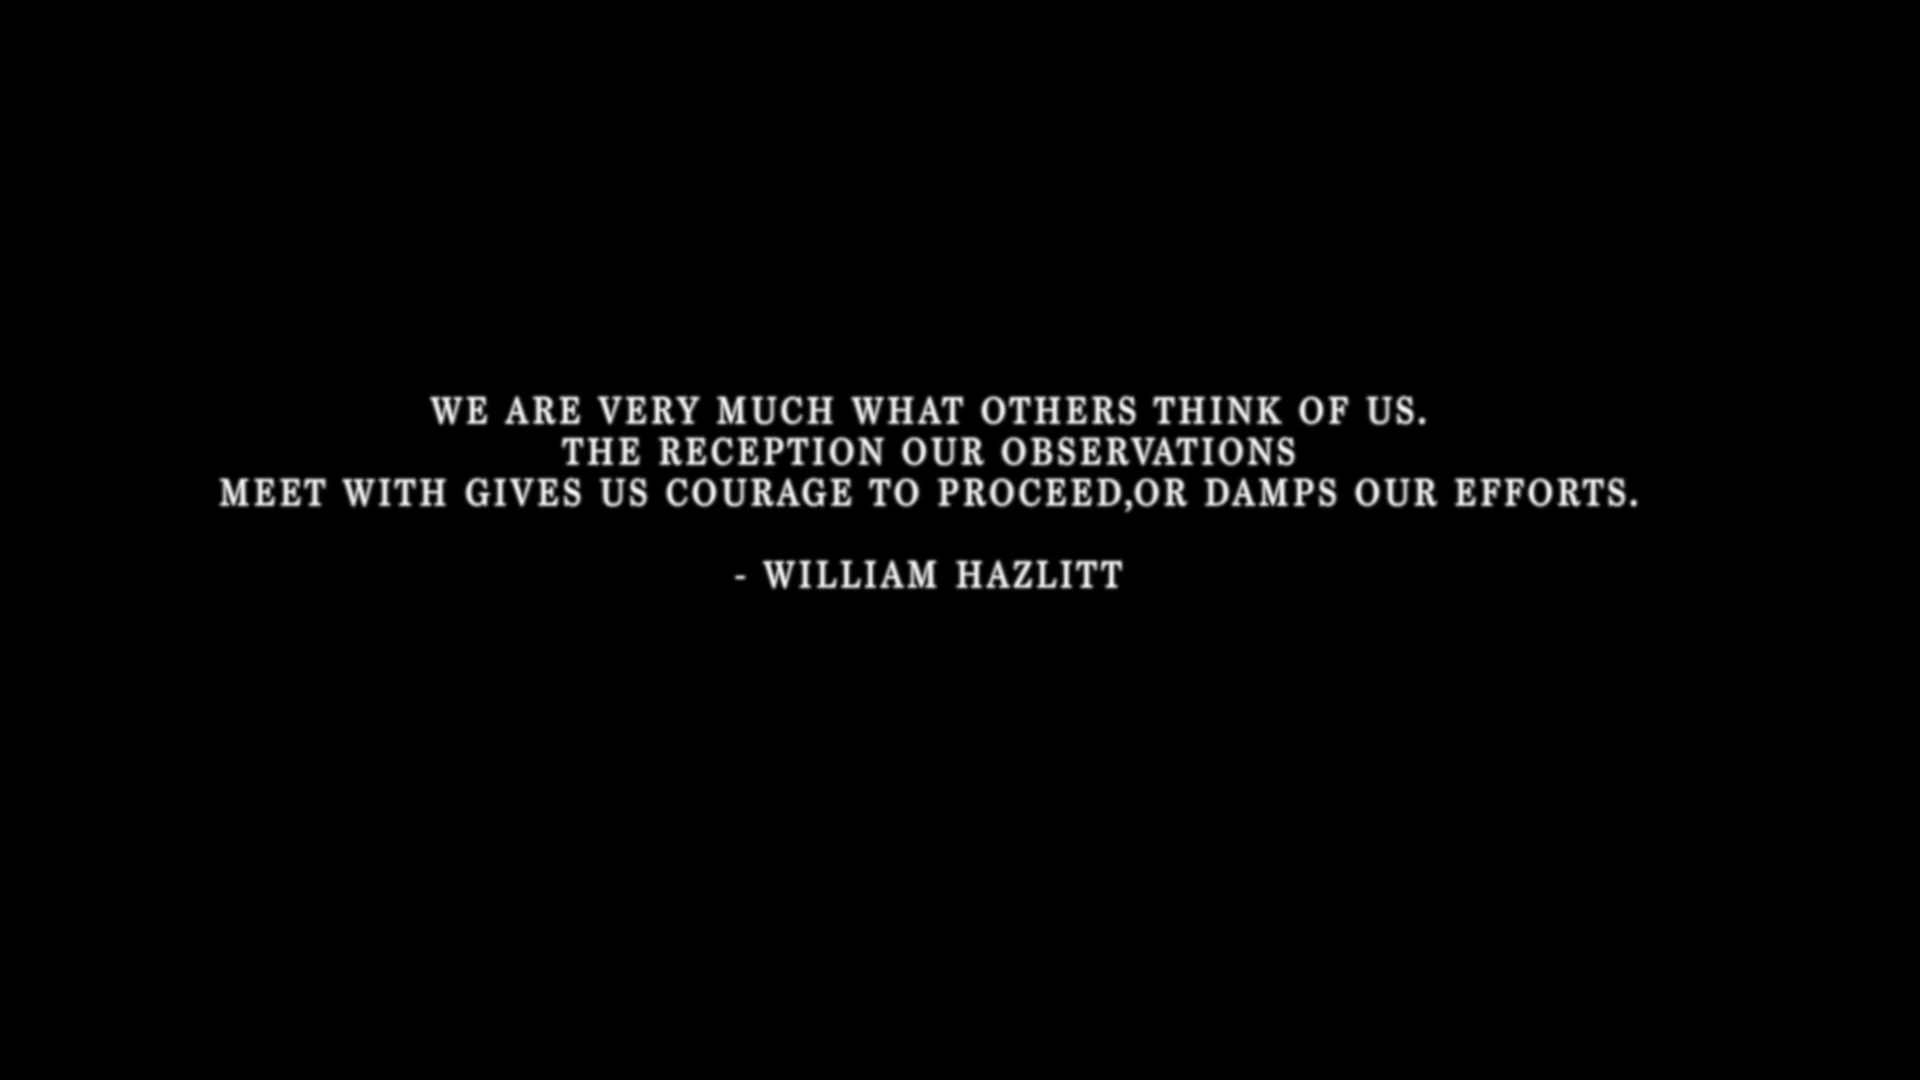 WE ARE VERY MUCH WHAT OTHERS THINK OF US.
THE RECEPTION OUR OBSERVATIONS
MEET WITH GIVES US COURAGE TO PROCEED,OR DAMPS OUR EFFORTS.
- WILLIAM HAZLITT